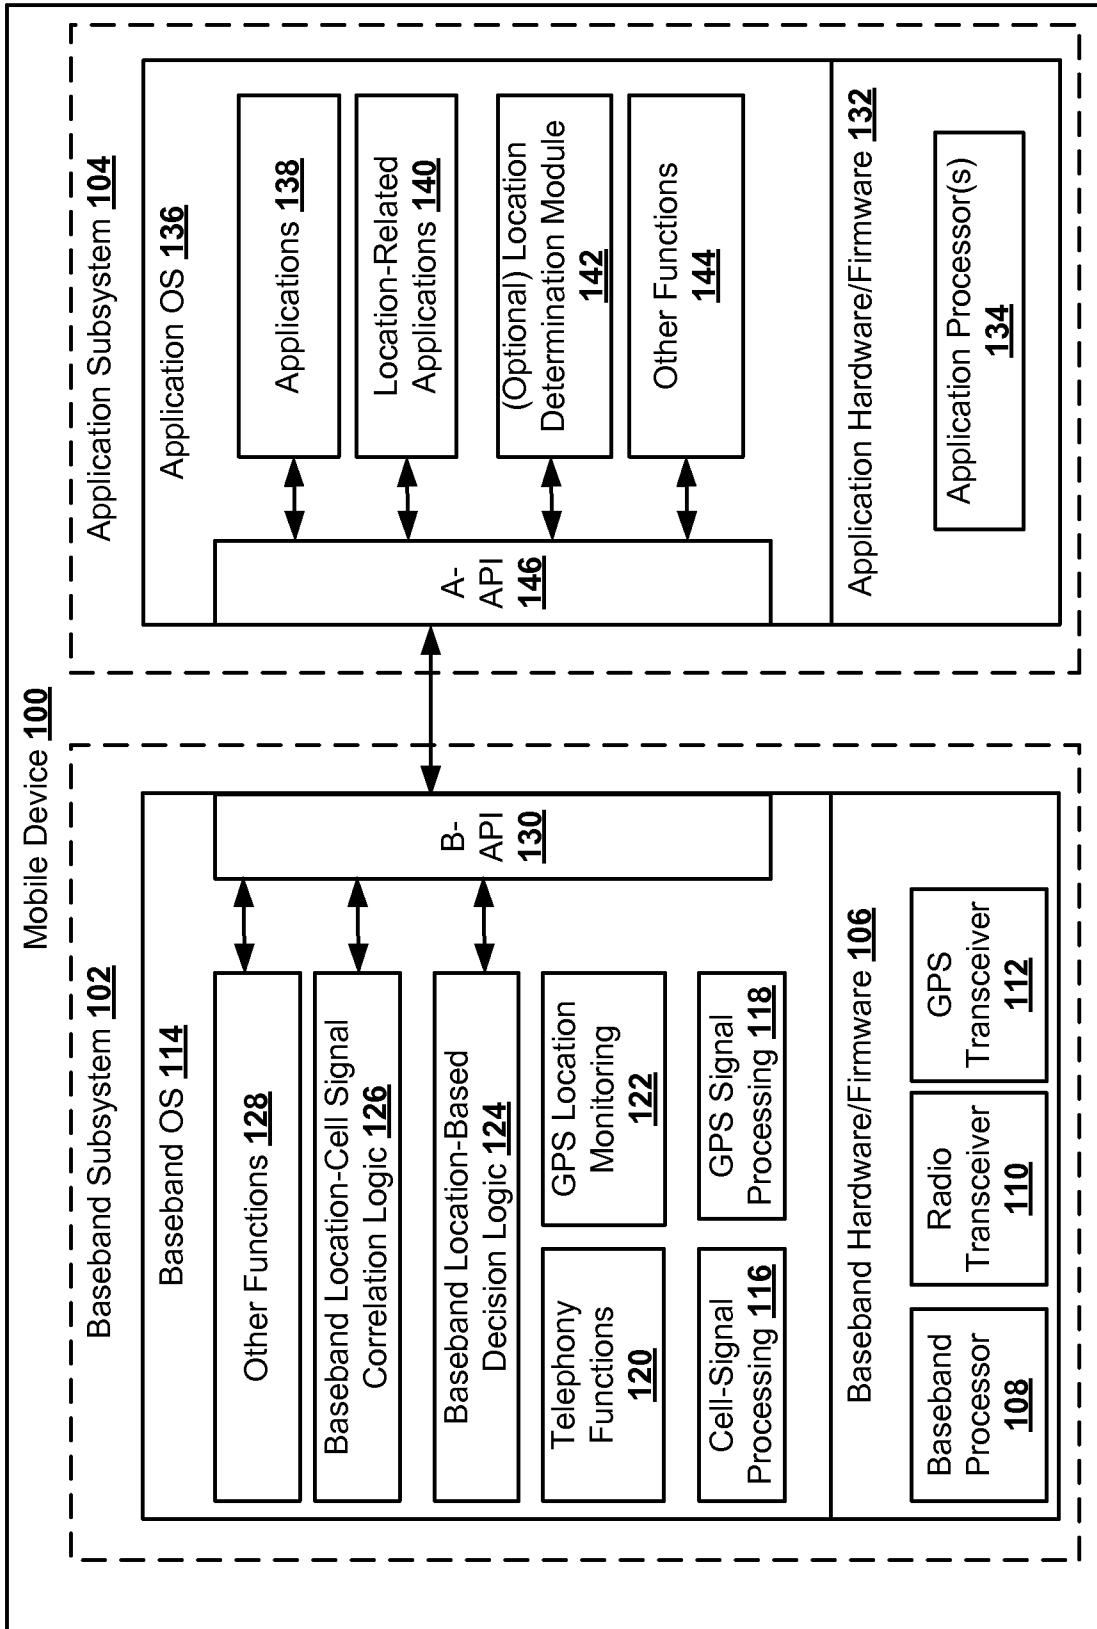 Mobile Device 100
Baseband Subsystem 102
Baseband OS 114
Other Functions 128
Baseband Location-Cell Signal
Correlation Logic 126
Baseband Location-Based
Decision Logic 124
Telephony
Functions
120
GPS Location
Monitoring
122
Cell-Signal
Processing 116
GPS Signal
Processing 118
B-
API
130
Baseband Hardware/Firmware 106
Baseband
Processor
108
Radio
Transceiver
110
GPS
Transceiver
112
Application Subsystem 104
Application OS 136
A-
API
146
Applications 138
Location-Related
Applications 140
(Optional) Location
Determination Module
142
Other Functions
144
Application Hardware/Firmware 132
Application Processor(s)
134